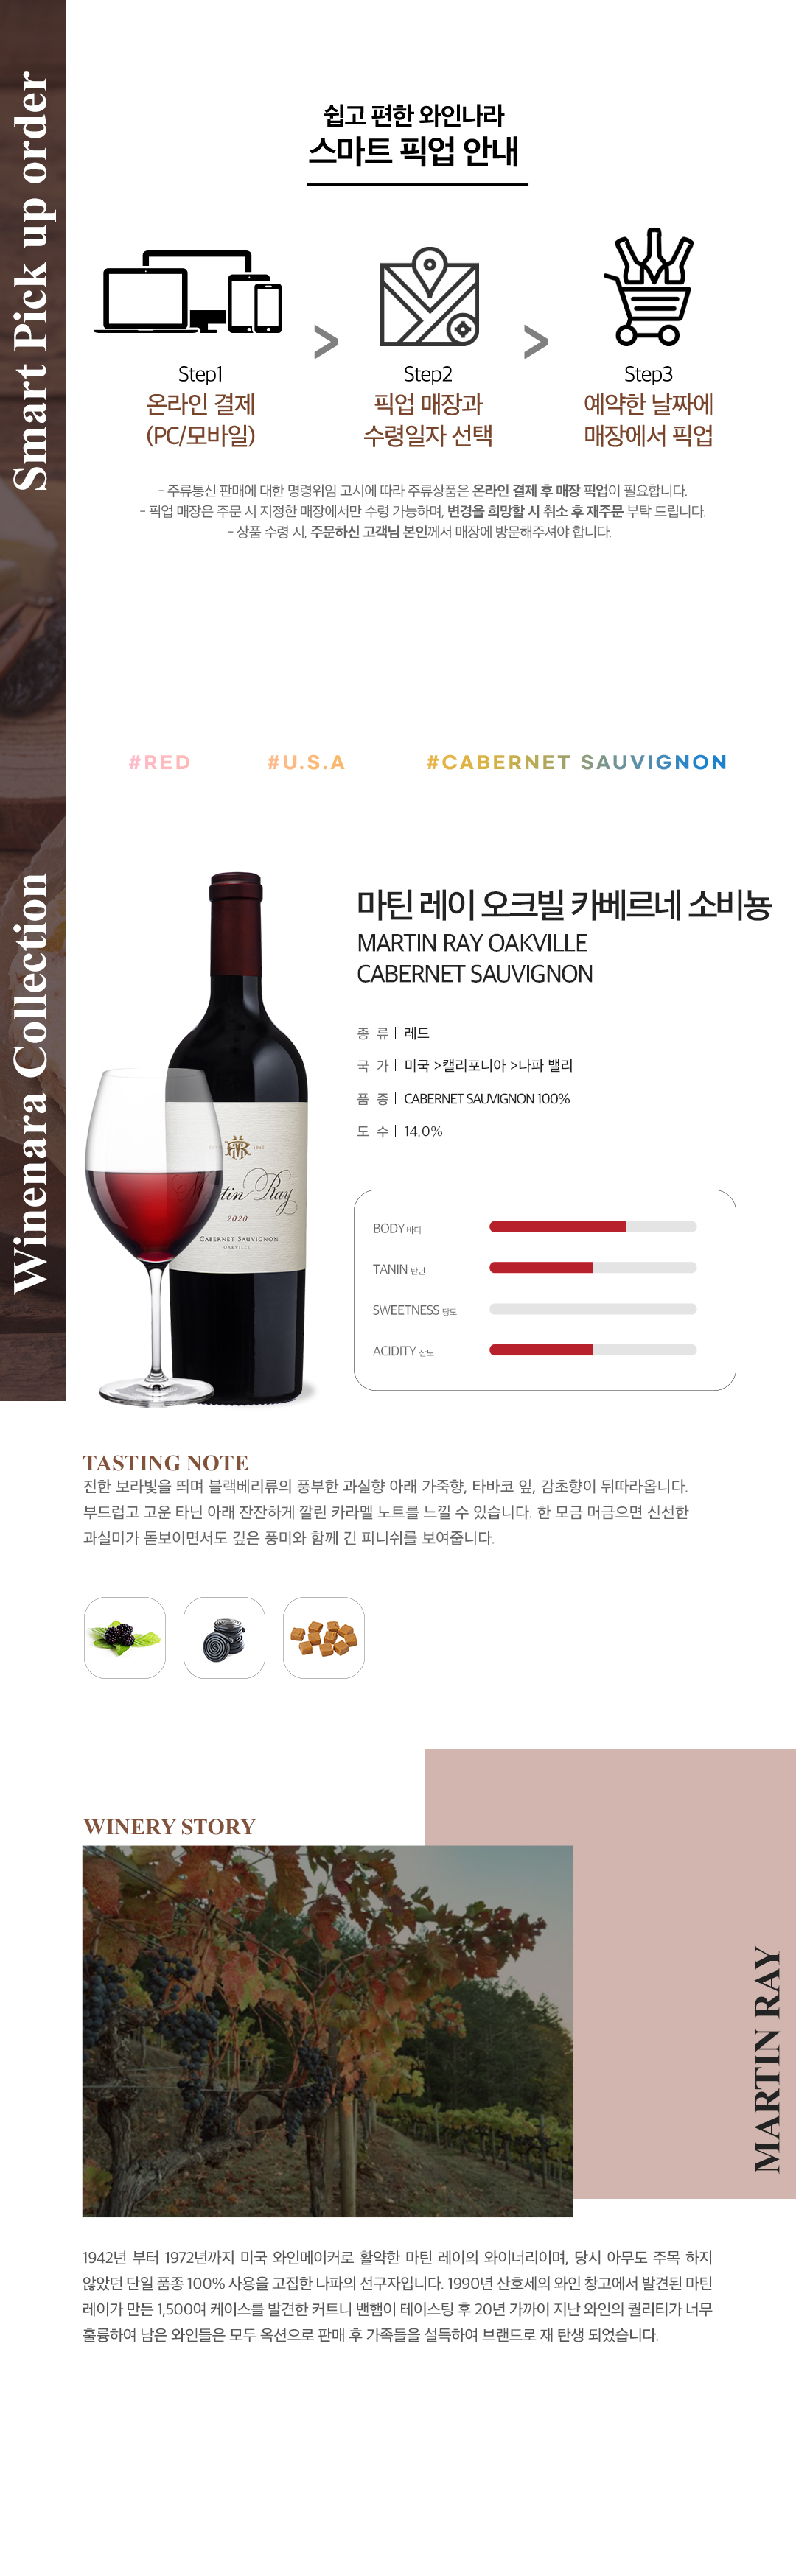 Smart Pick up order
쉽고 편한 와인나라
스마트 픽업 안내
Step1
온라인 결제
(PC/모바일)
>
Step2
픽업 매장과
수령일자 선택
>
Step3
예약한 날짜에
매장에서 픽업
- 주류통신 판매에 대한 명령위임 고시에 따라 주류상품은 온라인 결제 후 매장 픽업이 필요합니다.
- 픽업 매장은 주문 시 지정한 매장에서만 수령 가능하며, 변경을 희망할 시 취소 후 재주문 부탁 드립니다.
- 상품 수령 시, 주문하신 고객님 본인께서 매장에 방문해주셔야 합니다.
#RED #U.S.A #CABERNET SAUVIGNON
Winenara Collection
마틴 레이 오크빌 카베르네 소비뇽
MARTIN RAY OAKVILLE
CABERNET SAUVIGNON
종 류 | 레드
국 가 | 미국 >캘리포니아 >나파 밸리
품 종 | CABERNET SAUVIGNON 100%
도 수 | 14.0%
Martin Ray
2020
CABERNET SAUVIGNON
OAKVILLE
BODY 바디
TANIN 탄닌
SWEETNESS 당도
ACIDITY 산도
TASTING NOTE
진한 보라빛을 띄며 블랙베리류의 풍부한 과실향 아래 가죽향, 타바코 잎, 감초향이 뒤따라옵니다.
부드럽고 고운 타닌 아래 잔잔하게 깔린 카라멜 노트를 느낄 수 있습니다. 한 모금 머금으면 신선한
과실미가 돋보이면서도 깊은 풍미와 함께 긴 피니쉬를 보여줍니다.
WINERY STORY
MARTIN RAY
1942년 부터 1972년까지 미국 와인메이커로 활약한 마틴 레이의 와이너리이며, 당시 아무도 주목 하지
않았던 단일 품종 100% 사용을 고집한 나파의 선구자입니다. 1990년 산호세의 와인 창고에서 발견된 마틴
레이가 만든 1,500여 케이스를 발견한 커트니 밴햄이 테이스팅 후 20년 가까이 지난 와인의 퀄리티가 너무
훌륭하여 남은 와인들은 모두 옥션으로 판매 후 가족들을 설득하여 브랜드로 재 탄생 되었습니다.